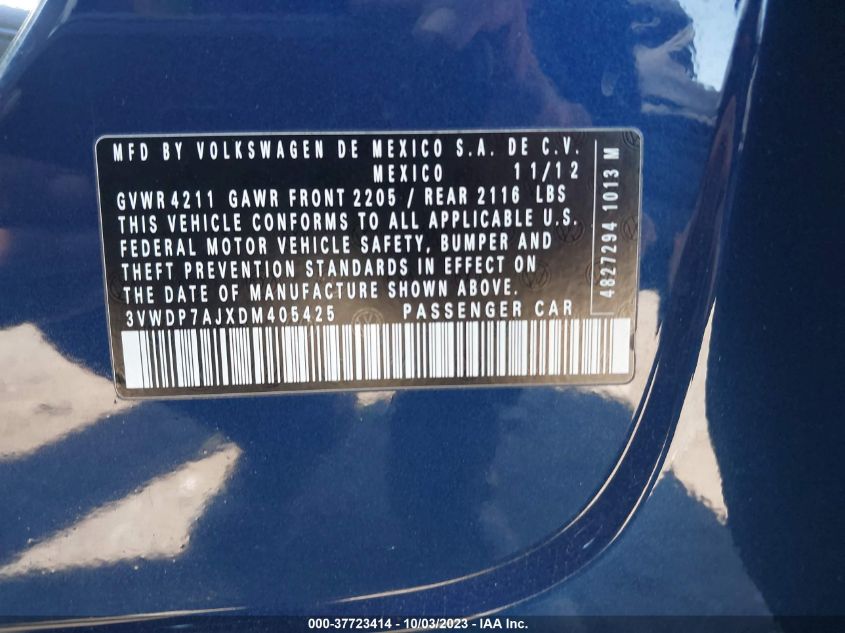 MFD BY VOLKSWAGEN DE MEXICO S.A. DE C.V.
MEXICO 11/12
GVWR 4211 GAWR FRONT 2205 / REAR 2116 LBS
THIS VEHICLE CONFORMS TO ALL APPLICABLE U.S.
FEDERAL MOTOR VEHICLE SAFETY, BUMPER AND
THEFT PREVENTION STANDARDS IN EFFECT ON
THE DATE OF MANUFACTURE SHOWN ABOVE.
3VWDP7AJXDM405425 PASSENGER CAR
4827294 1013 M
000-37723414 - 10/03/2023 - IAA Inc.